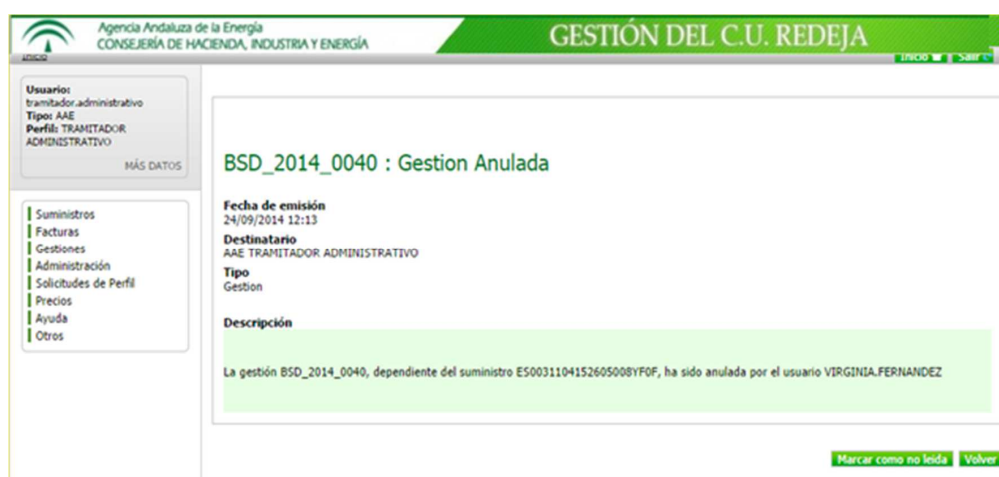 Agencia Andaluza de la Energía
CONSEJERÍA DE HACIENDA, INDUSTRIA Y ENERGÍA
GESTIÓN DEL C.U. REDEJA
Inicio
Inicio
Salir
Usuario:
tramitador.administrativo
Tipo: AAE
Perfil: TRAMITADOR
ADMINISTRATIVO
MÁS DATOS
Suministros
Facturas
Gestiones
Administración
Solicitudes de Perfil
Precios
Ayuda
Otros
BSD_2014_0040 : Gestion Anulada
Fecha de emisión
24/09/2014 12:13
Destinatario
AAE TRAMITADOR ADMINISTRATIVO
Tipo
Gestion
Descripción
La gestión BSD_2014_0040, dependiente del suministro ES0031104152605008YF0F, ha sido anulada por el usuario VIRGINIA.FERNANDEZ
Marcar como no leida
Volver